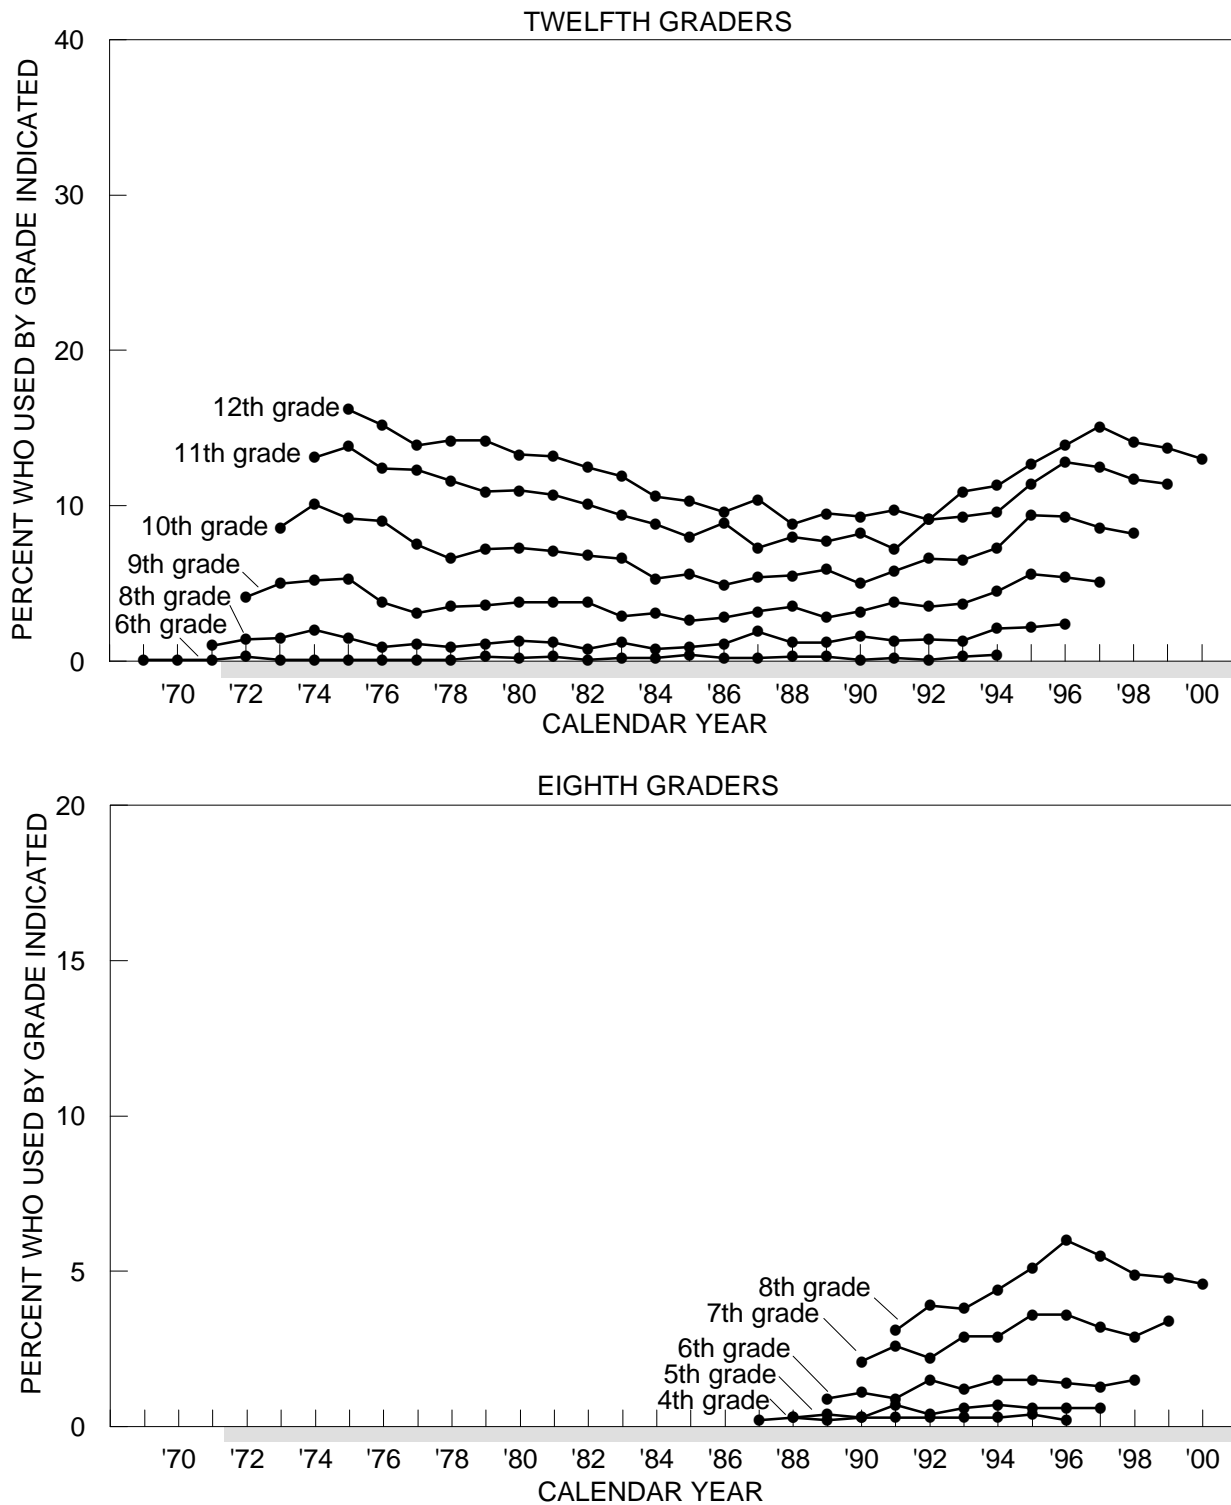 TWELFTH GRADERS
40
30
20
10
0
PERCENT WHO USED BY GRADE INDICATED
12th grade
11th grade
10th grade
9th grade
8th grade
6th grade
'70 '72 '74 '76 '78 '80 '82 '84 '86 '88 '90 '92 '94 '96 '98 '00
CALENDAR YEAR
EIGHTH GRADERS
20
15
10
5
0
PERCENT WHO USED BY GRADE INDICATED
8th grade
7th grade
6th grade
5th grade
4th grade
'70 '72 '74 '76 '78 '80 '82 '84 '86 '88 '90 '92 '94 '96 '98 '00
CALENDAR YEAR